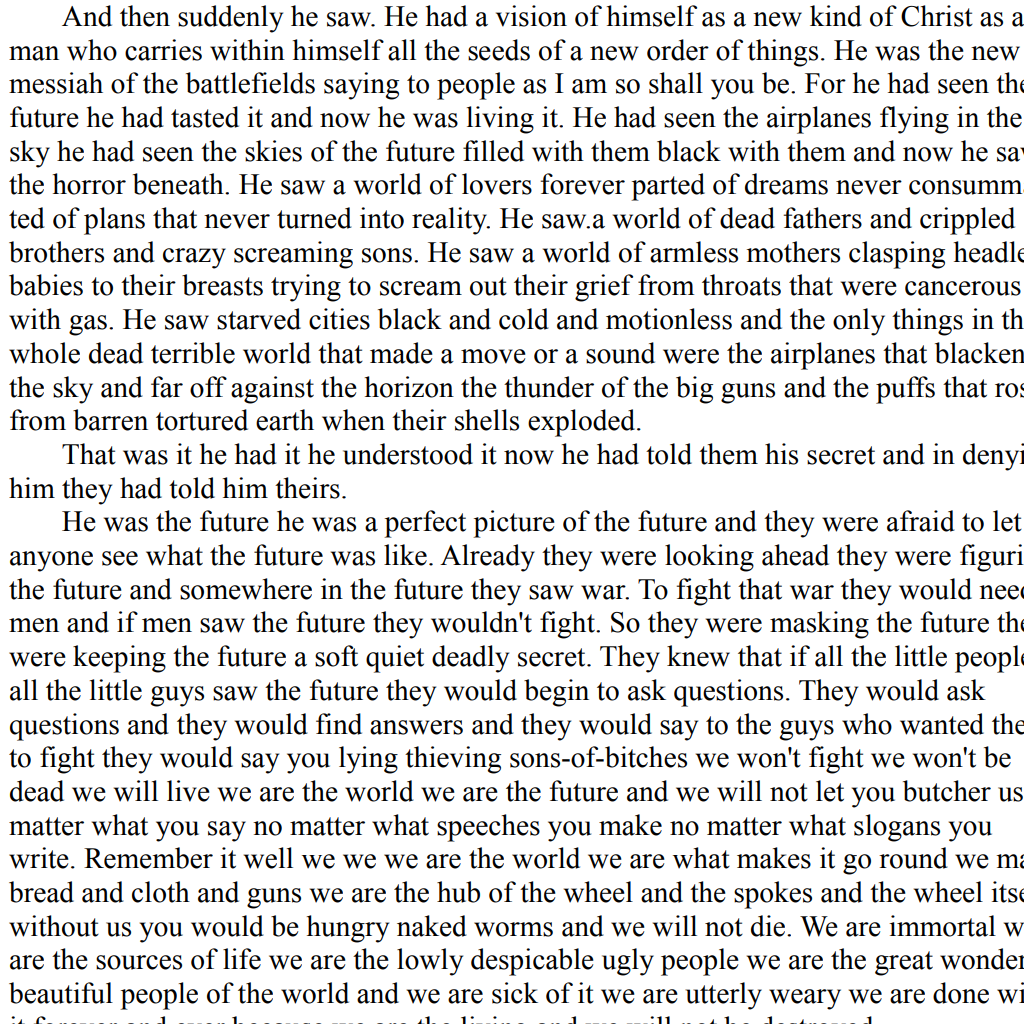 And then suddenly he saw. He had a vision of himself as a new kind of Christ as a
man who carries within himself all the seeds of a new order of things. He was the new
messiah of the battlefields saying to people as I am so shall you be. For he had seen the
future he had tasted it and now he was living it. He had seen the airplanes flying in the
sky he had seen the skies of the future filled with them black with them and now he saw
the horror beneath. He saw a world of lovers forever parted of dreams never consumma
ted of plans that never turned into reality. He saw.a world of dead fathers and crippled
brothers and crazy screaming sons. He saw a world of armless mothers clasping headle
babies to their breasts trying to scream out their grief from throats that were cancerous
with gas. He saw starved cities black and cold and motionless and the only things in th
whole dead terrible world that made a move or a sound were the airplanes that blacken
the sky and far off against the horizon the thunder of the big guns and the puffs that ros
from barren tortured earth when their shells exploded.
That was it he had it he understood it now he had told them his secret and in denyi
him they had told him theirs.
He was the future he was a perfect picture of the future and they were afraid to let
anyone see what the future was like. Already they were looking ahead they were figuri
the future and somewhere in the future they saw war. To fight that war they would need
men and if men saw the future they wouldn't fight. So they were masking the future the
were keeping the future a soft quiet deadly secret. They knew that if all the little people
all the little guys saw the future they would begin to ask questions. They would ask
questions and they would find answers and they would say to the guys who wanted the
to fight they would say you lying thieving sons-of-bitches we won't fight we won't be
dead we will live we are the world we are the future and we will not let you butcher us
matter what you say no matter what speeches you make no matter what slogans you
write. Remember it well we we we are the world we are what makes it go round we ma
bread and cloth and guns we are the hub of the wheel and the spokes and the wheel itse
without us you would be hungry naked worms and we will not die. We are immortal w
are the sources of life we are the lowly despicable ugly people we are the great wonder
beautiful people of the world and we are sick of it we are utterly weary we are done wi
it forever and ever because we are the living and we will not be destroyed.